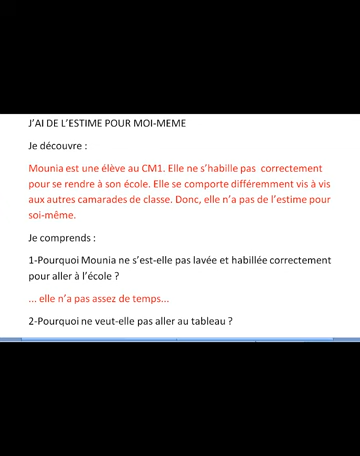 J'AI DE L'ESTIME POUR MOI-MEME
Je découvre :
Mounia est une élève au CM1. Elle ne s'habille pas correctement
pour se rendre à son école. Elle se comporte différemment vis à vis
aux autres camarades de classe. Donc, elle n'a pas de l'estime pour
soi-même.
Je comprends :
1-Pourquoi Mounia ne s'est-elle pas lavée et habillée correctement
pour aller à l'école ?
... elle n'a pas assez de temps...
2-Pourquoi ne veut-elle pas aller au tableau ?